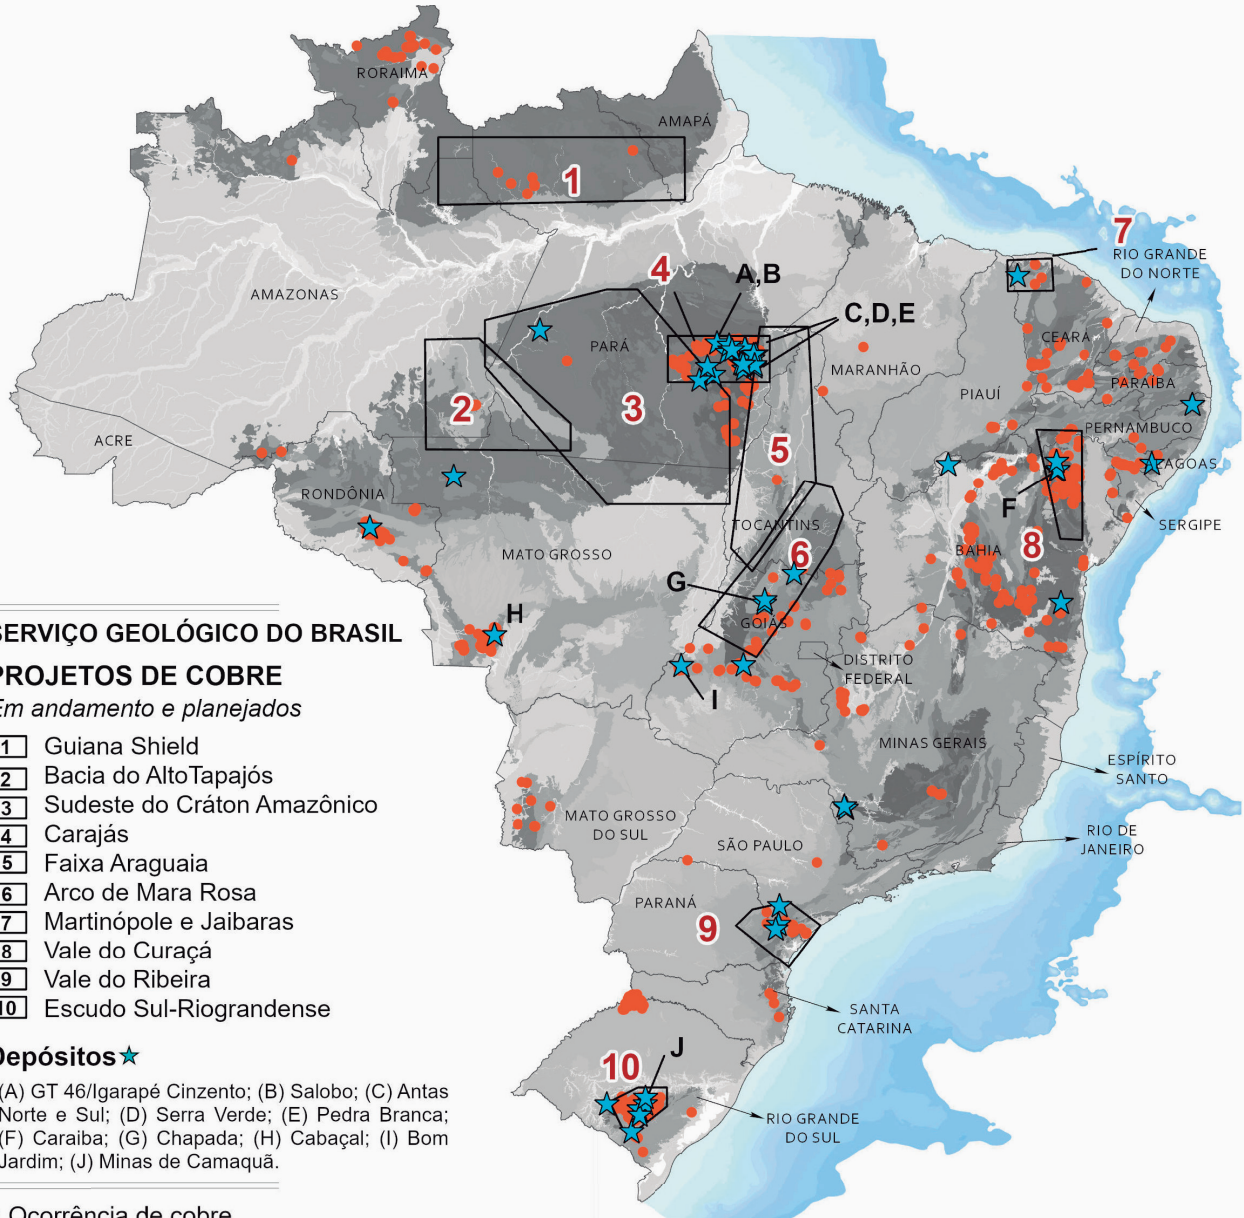 RORAIMA
AMAPÁ
1
7
RIO GRANDE
DO NORTE
4
A,B
AMAZONAS
C,D,E
PARÁ
CEARÁ
MARANHÃO
PARAÍBA
PIAUÍ
2
3
PERNAMBUCO
ACRE
5
ALAGOAS
RONDÔNIA
F
TOCANTINS
SERGIPE
MATO GROSSO
6
BAHIA
8
G
H
GOIÁS
DISTRITO
FEDERAL
I
MINAS GERAIS
ESPÍRITO
SANTO
MATO GROSSO
DO SUL
SÃO PAULO
RIO DE
JANEIRO
PARANÁ
9
SANTA
CATARINA
10
J
RIO GRANDE
DO SUL
SERVIÇO GEOLÓGICO DO BRASIL
PROJETOS DE COBRE
Em andamento e planejados
1 Guiana Shield
2 Bacia do AltoTapajós
3 Sudeste do Cráton Amazônico
4 Carajás
5 Faixa Araguaia
6 Arco de Mara Rosa
7 Martinópole e Jaibaras
8 Vale do Curaçá
9 Vale do Ribeira
10 Escudo Sul-Riograndense
Depósitos
(A) GT 46/Igarapé Cinzento; (B) Salobo; (C) Antas
Norte e Sul; (D) Serra Verde; (E) Pedra Branca;
(F) Caraiba; (G) Chapada; (H) Cabaçal; (I) Bom
Jardim; (J) Minas de Camaquã.
Ocorrência de cobre